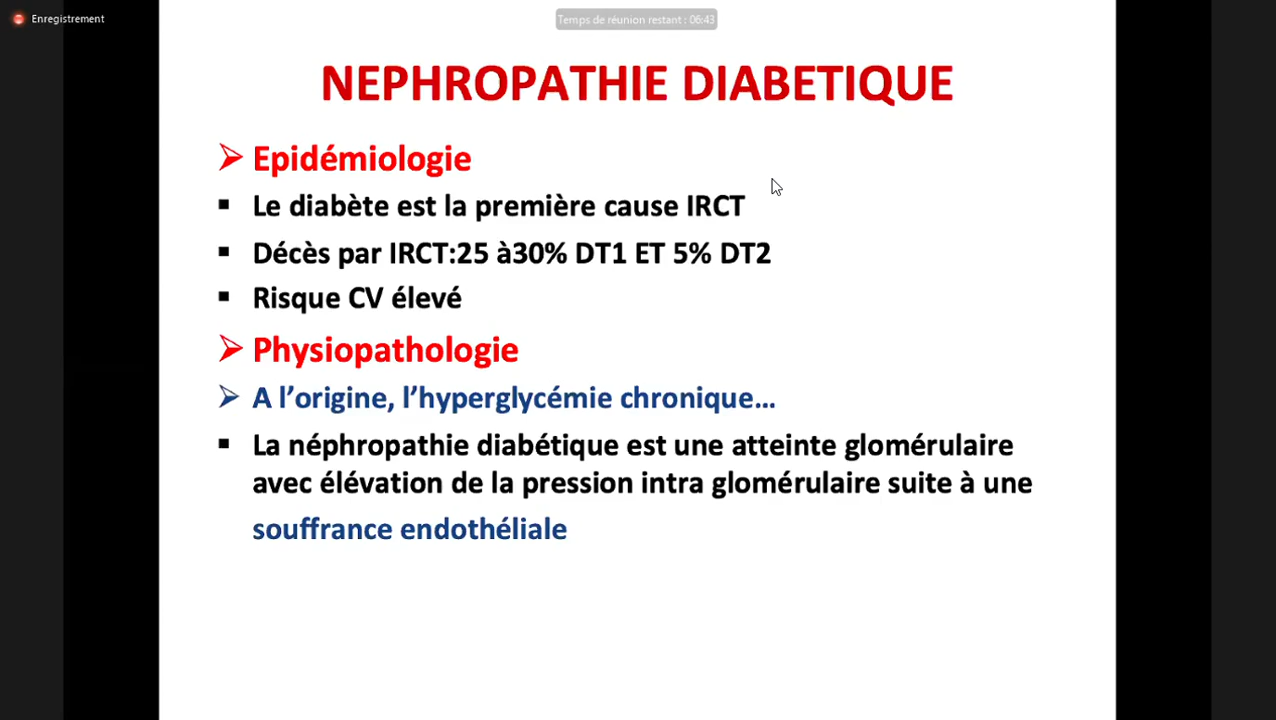 Enregistrement
Temps de réunion restant : 06:43
NEPHROPATHIE DIABETIQUE
Epidémiologie
Le diabète est la première cause IRCT
Décès par IRCT:25 à30% DT1 ET 5% DT2
Risque CV élevé
Physiopathologie
A l’origine, l’hyperglycémie chronique…
La néphropathie diabétique est une atteinte glomérulaire
avec élévation de la pression intra glomérulaire suite à une
souffrance endothéliale